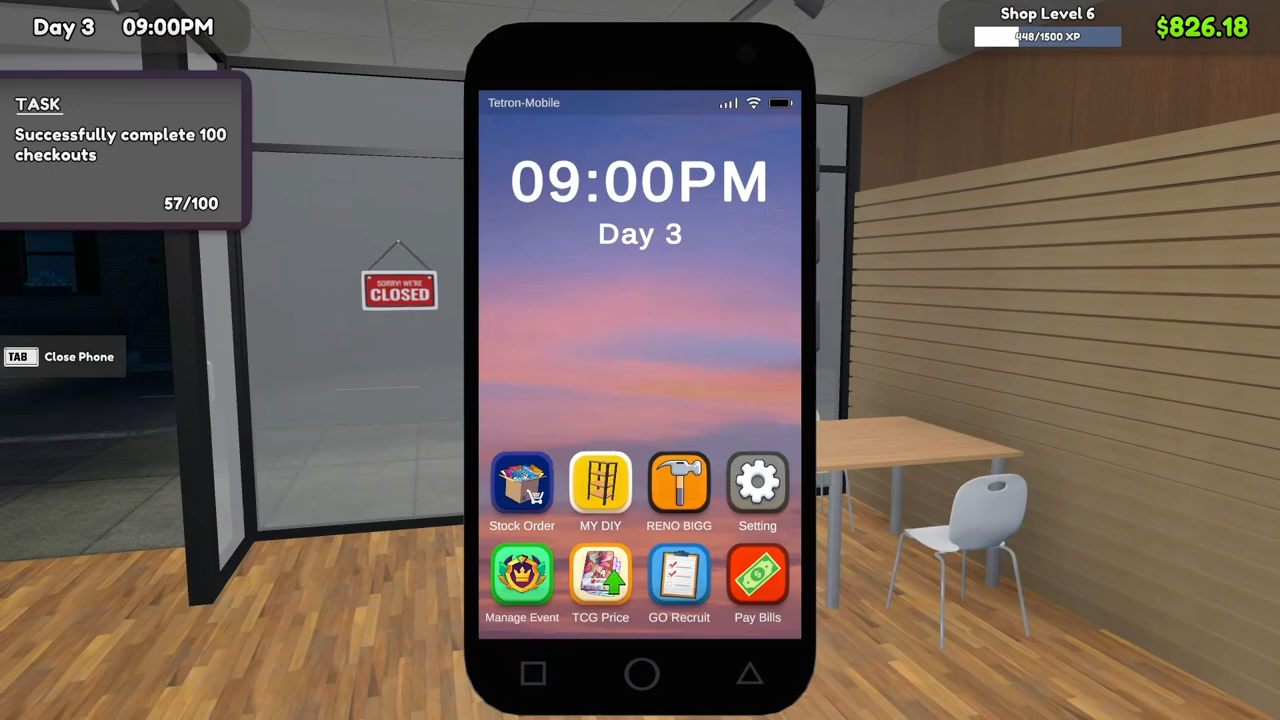 Day 3 09:00PM
Shop Level 6
448/1500 XP
$826.18
TASK
Successfully complete 100
checkouts
57/100
SORRY! WE'RE
CLOSED
TAB Close Phone
Tetron-Mobile
09:00PM
Day 3
Stock Order MY DIY RENO BIGG Setting
Manage Event TCG Price GO Recruit Pay Bills